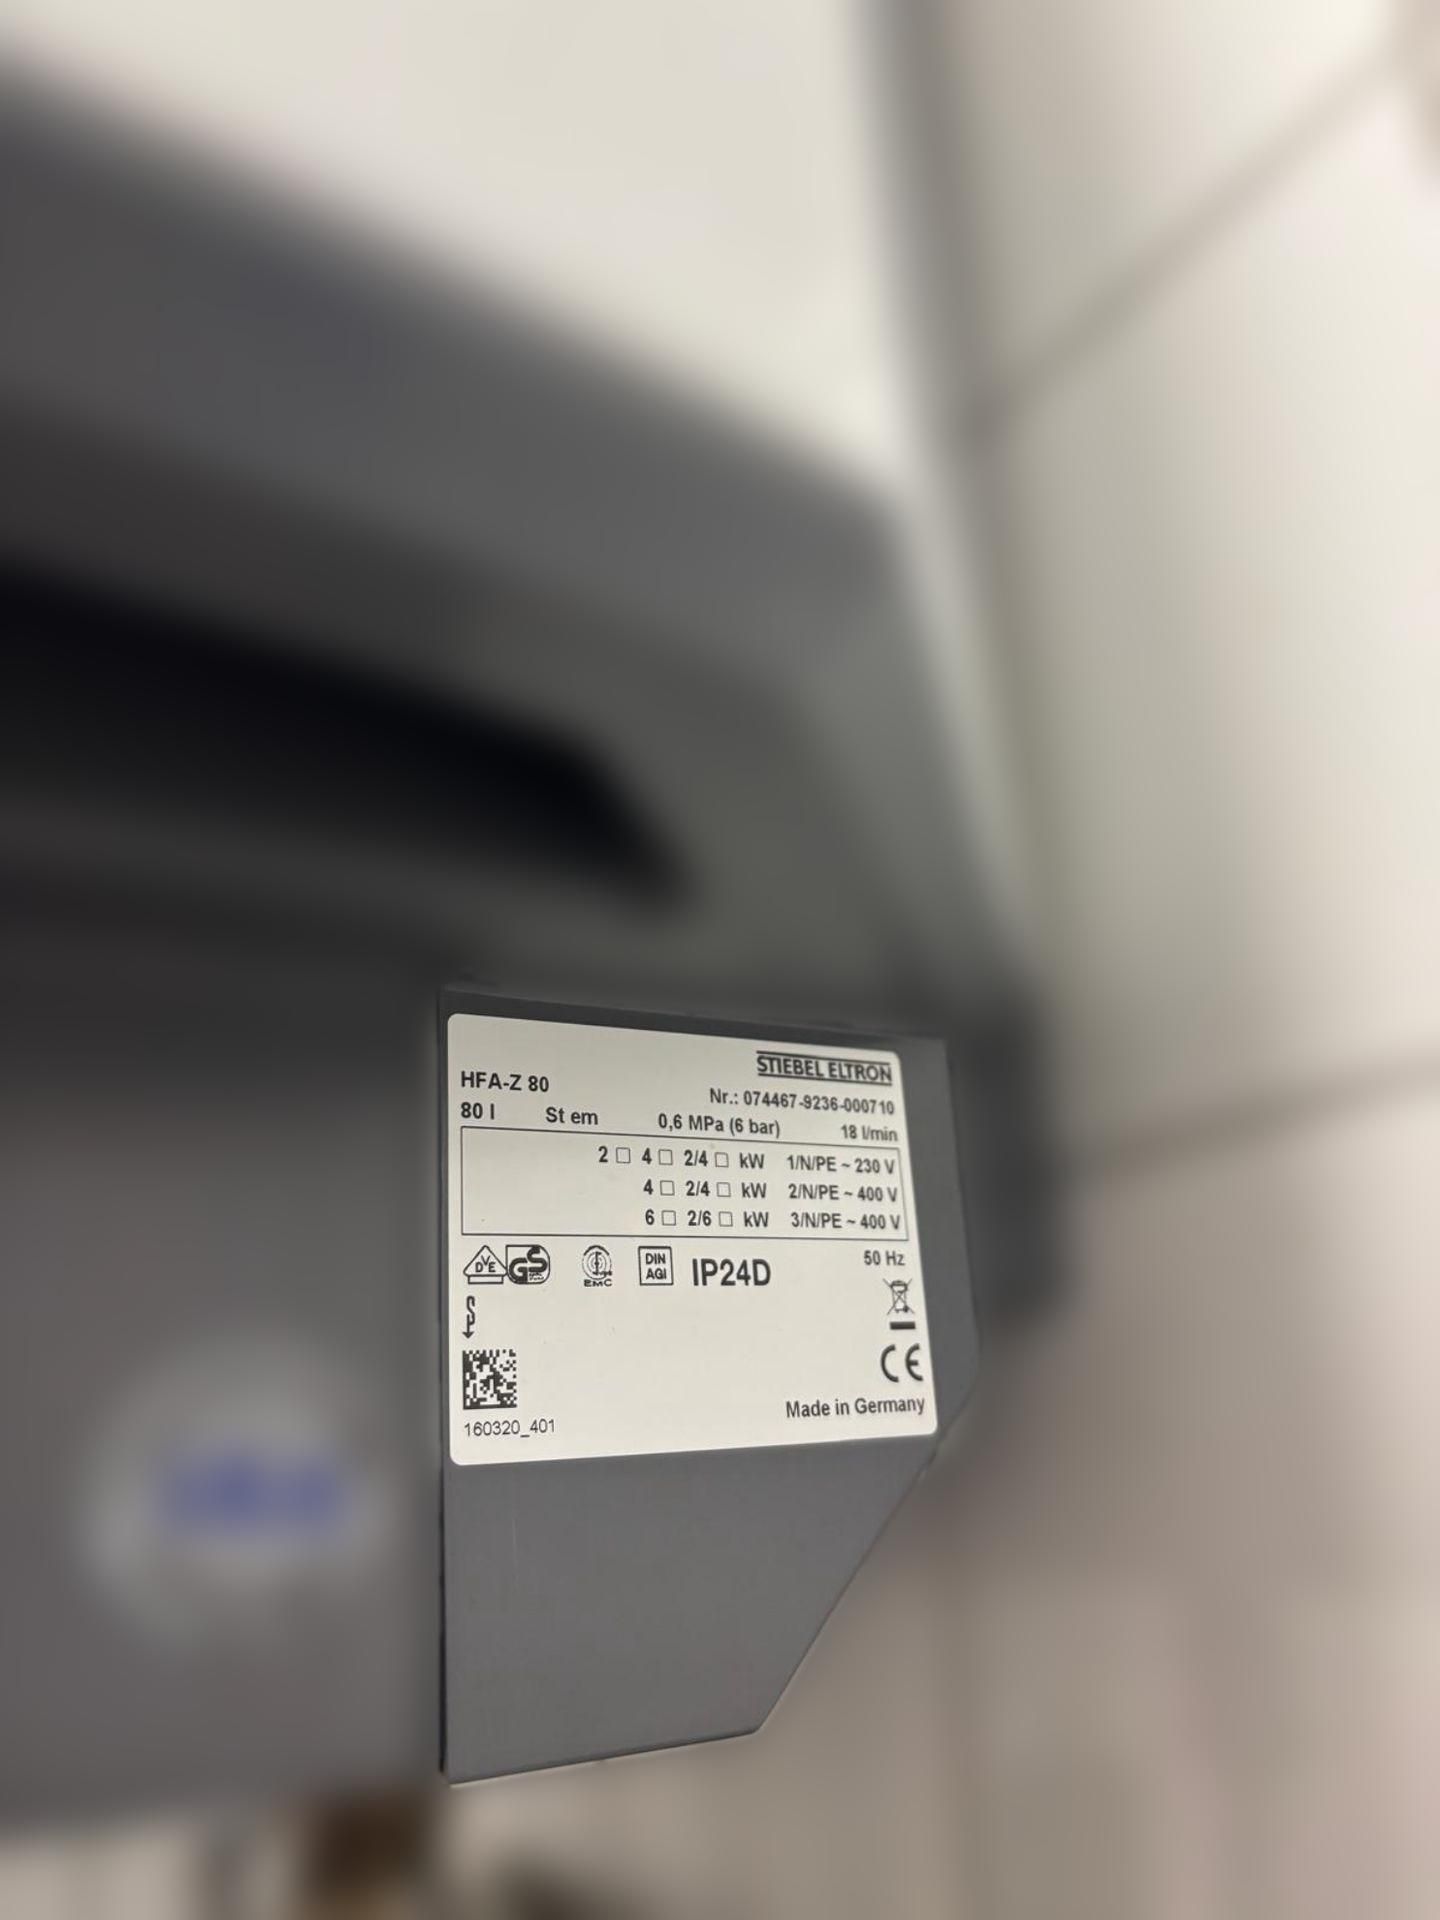 STIEBEL ELTRON
HFA-Z 80
Nr.: 074467-9236-000710
80 l St em 0,6 MPa (6 bar) 18 l/min
2 □ 4 □ 2/4 □ kW 1/N/PE ~ 230 V
4 □ 2/4 □ kW 2/N/PE ~ 400 V
6 □ 2/6 □ kW 3/N/PE ~ 400 V
50 Hz
DVE GS EMC DIN AGI IP24D
CE
Made in Germany
160320_401